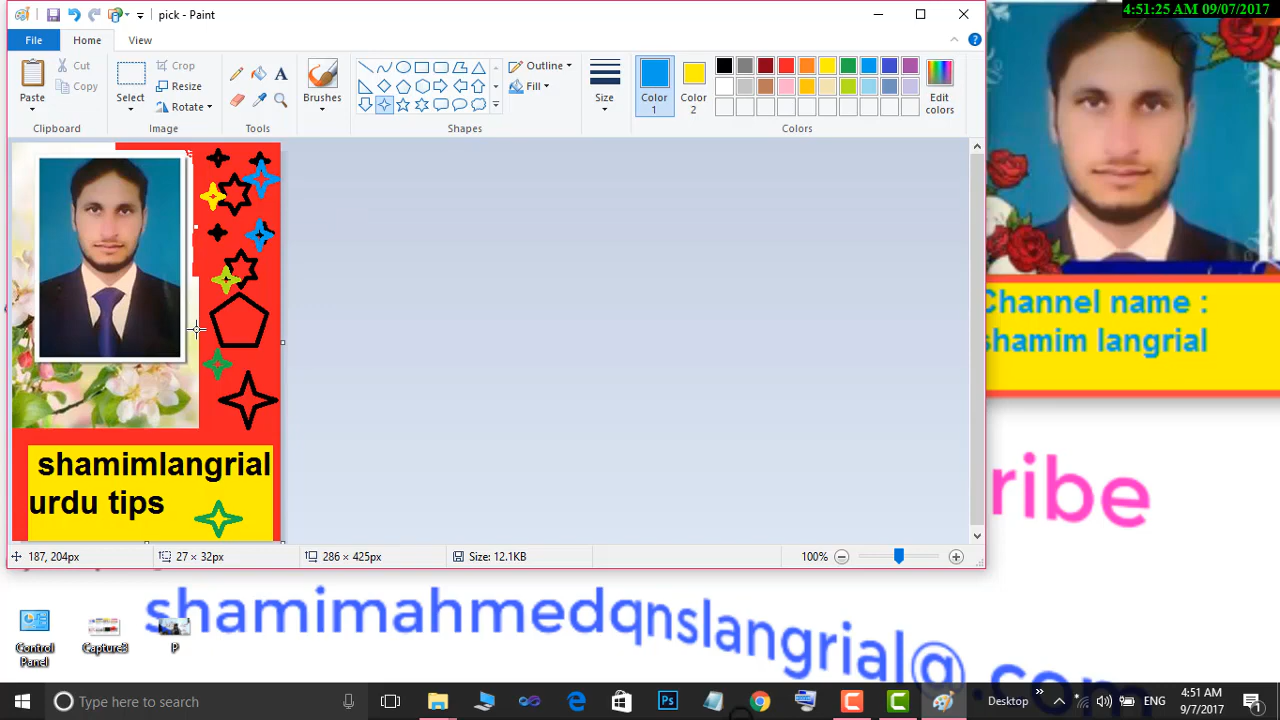 4:51:25 AM 09/07/2017
pick - Paint
File
Home
View
Paste
Cut
Copy
Clipboard
Select
Crop
Resize
Rotate
Image
Tools
Brushes
Shapes
Outline
Fill
Size
Color
1
Color
2
Edit
colors
Colors
shamimlangrial
urdu tips
Channel name :
shamim langrial
ribe
187, 204px
27 × 32px
286 × 425px
Size: 12.1KB
100%
shamimahmedqnslangrial@.com
Control
Panel
Capture3
P
Type here to search
Desktop
ENG
4:51 AM
9/7/2017